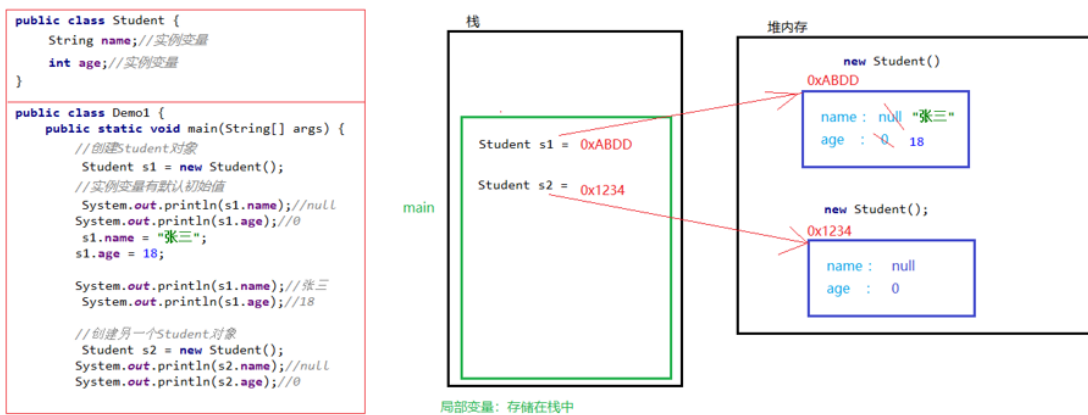 public class Student {
String name;//实例变量
int age;//实例变量
}
public class Demo1 {
public static void main(String[] args) {
//创建Student对象
Student s1 = new Student();
//实例变量有默认初始值
System.out.println(s1.name);//null
System.out.println(s1.age);//0
s1.name = "张三";
s1.age = 18;
System.out.println(s1.name);//张三
System.out.println(s1.age);//18
//创建另一个Student对象
Student s2 = new Student();
System.out.println(s2.name);//null
System.out.println(s2.age);//0
栈
main
Student s1 = 0xABDD
Student s2 = 0x1234
局部变量：存储在栈中
堆内存
new Student()
0xABDD
name : null "张三"
age : 0 18
new Student();
0x1234
name : null
age : 0